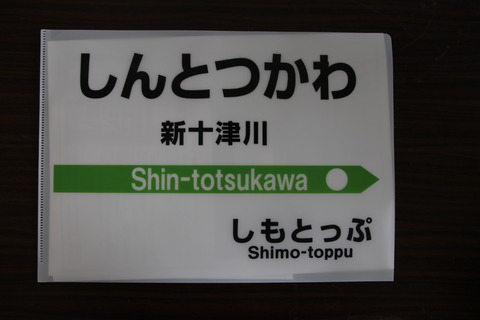 しんとつかわ
新十津川
Shin-totsukawa
しもとっぷ
Shimo-toppu